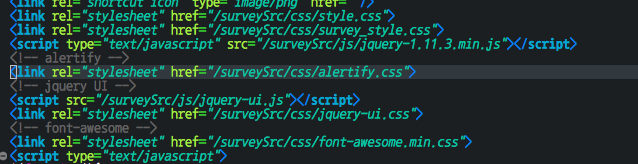 <link rel="shortcut icon" type="image/png" href="/">
<link rel="stylesheet" href="/surveySrc/css/style.css">
<link rel="stylesheet" href="/surveySrc/css/survey_style.css">
<script type="text/javascript" src="/surveySrc/js/jquery-1.11.3.min.js"></script>
<!-- alertify -->
<link rel="stylesheet" href="/surveySrc/css/alertify.css">
<!-- jquery UI -->
<script src="/surveySrc/js/jquery-ui.js"></script>
<link rel="stylesheet" href="/surveySrc/css/jquery-ui.css">
<!-- font-awesome -->
<link rel="stylesheet" href="/surveySrc/css/font-awesome.min.css">
<script type="text/javascript">